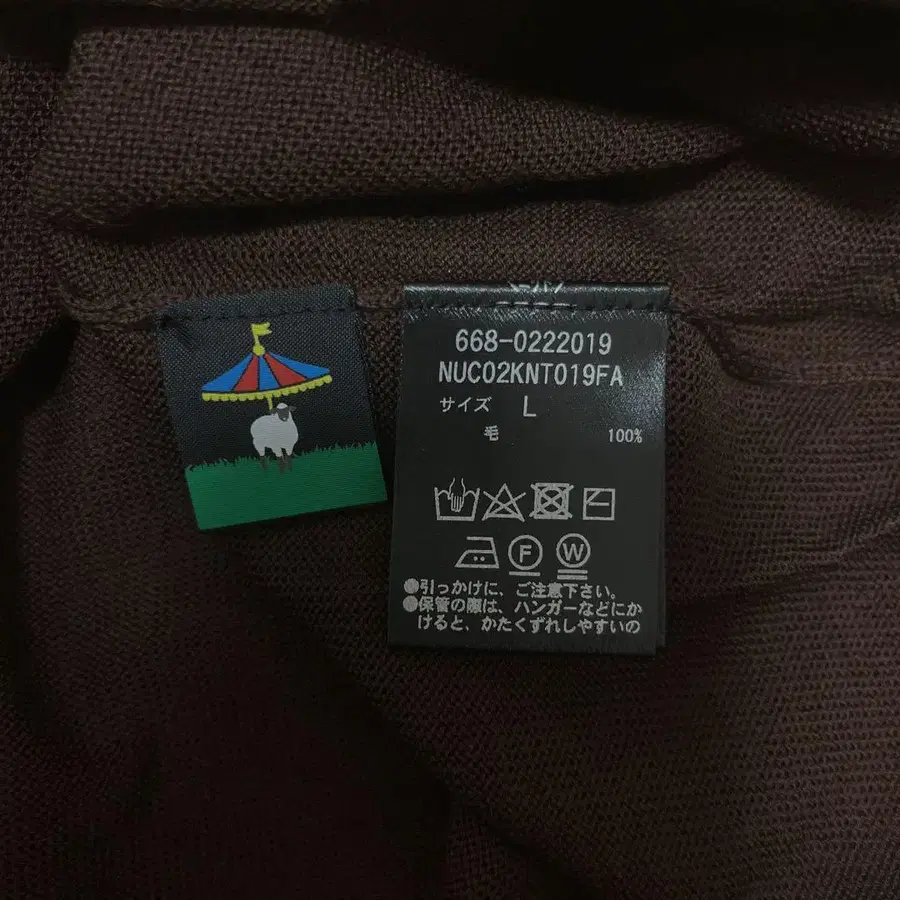 668-0222019
NUC02KNT019FA
サイズ L
毛 100%
F W
●引っかけに、ご注意下さい。
●保管の際は、ハンガーなどにか
けると、かたくずれしやすいの